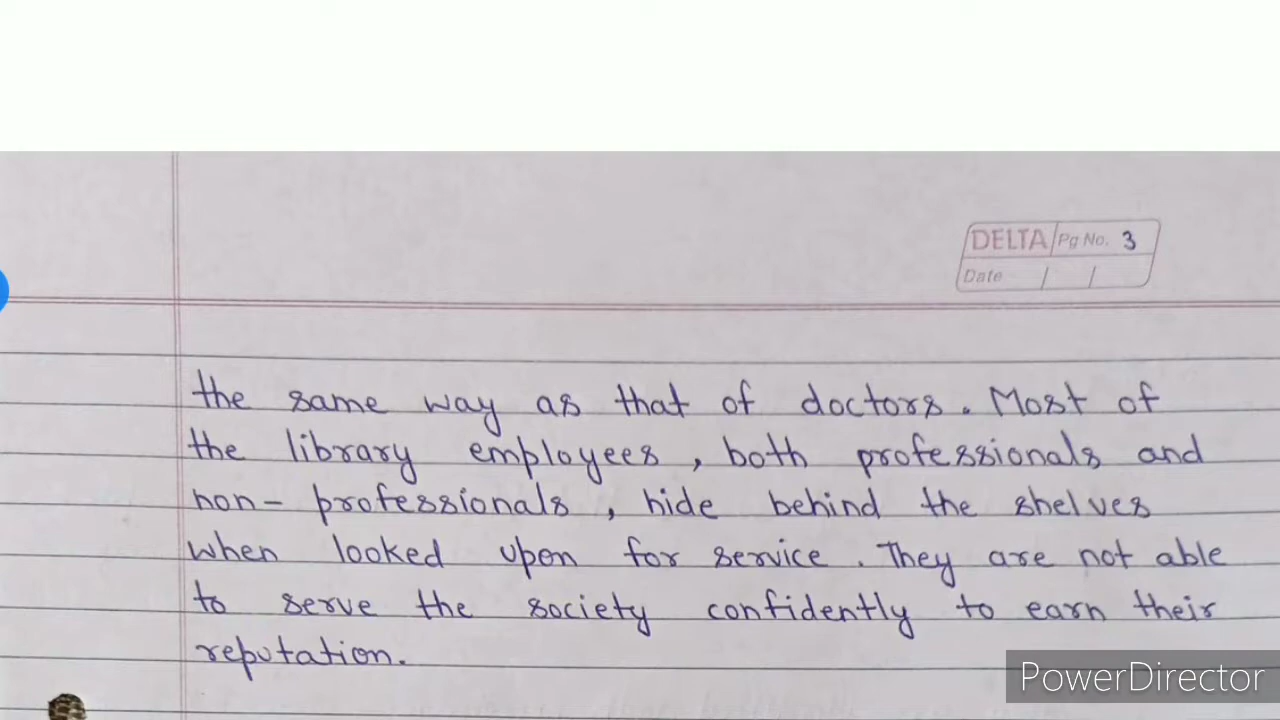 DELTA Pg No. 3
Date / /
the same way as that of doctors. Most of
the library employees, both professionals and
non-professionals, hide behind the shelves
when looked upon for service. They are not able
to serve the society confidently to earn their
reputation.
PowerDirector